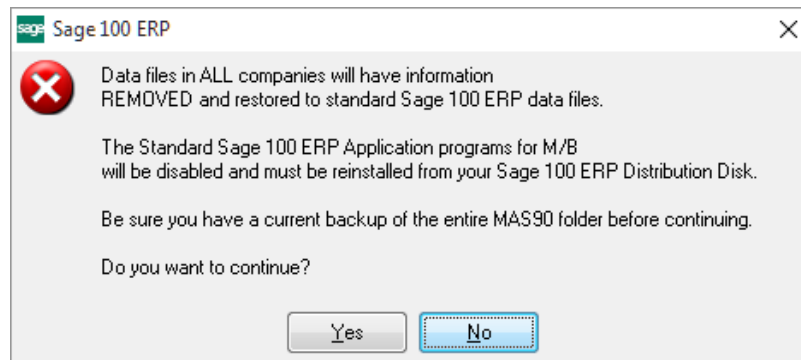 sage Sage 100 ERP
Data files in ALL companies will have information
REMOVED and restored to standard Sage 100 ERP data files.
The Standard Sage 100 ERP Application programs for M/B
will be disabled and must be reinstalled from your Sage 100 ERP Distribution Disk.
Be sure you have a current backup of the entire MAS90 folder before continuing.
Do you want to continue?
Yes No